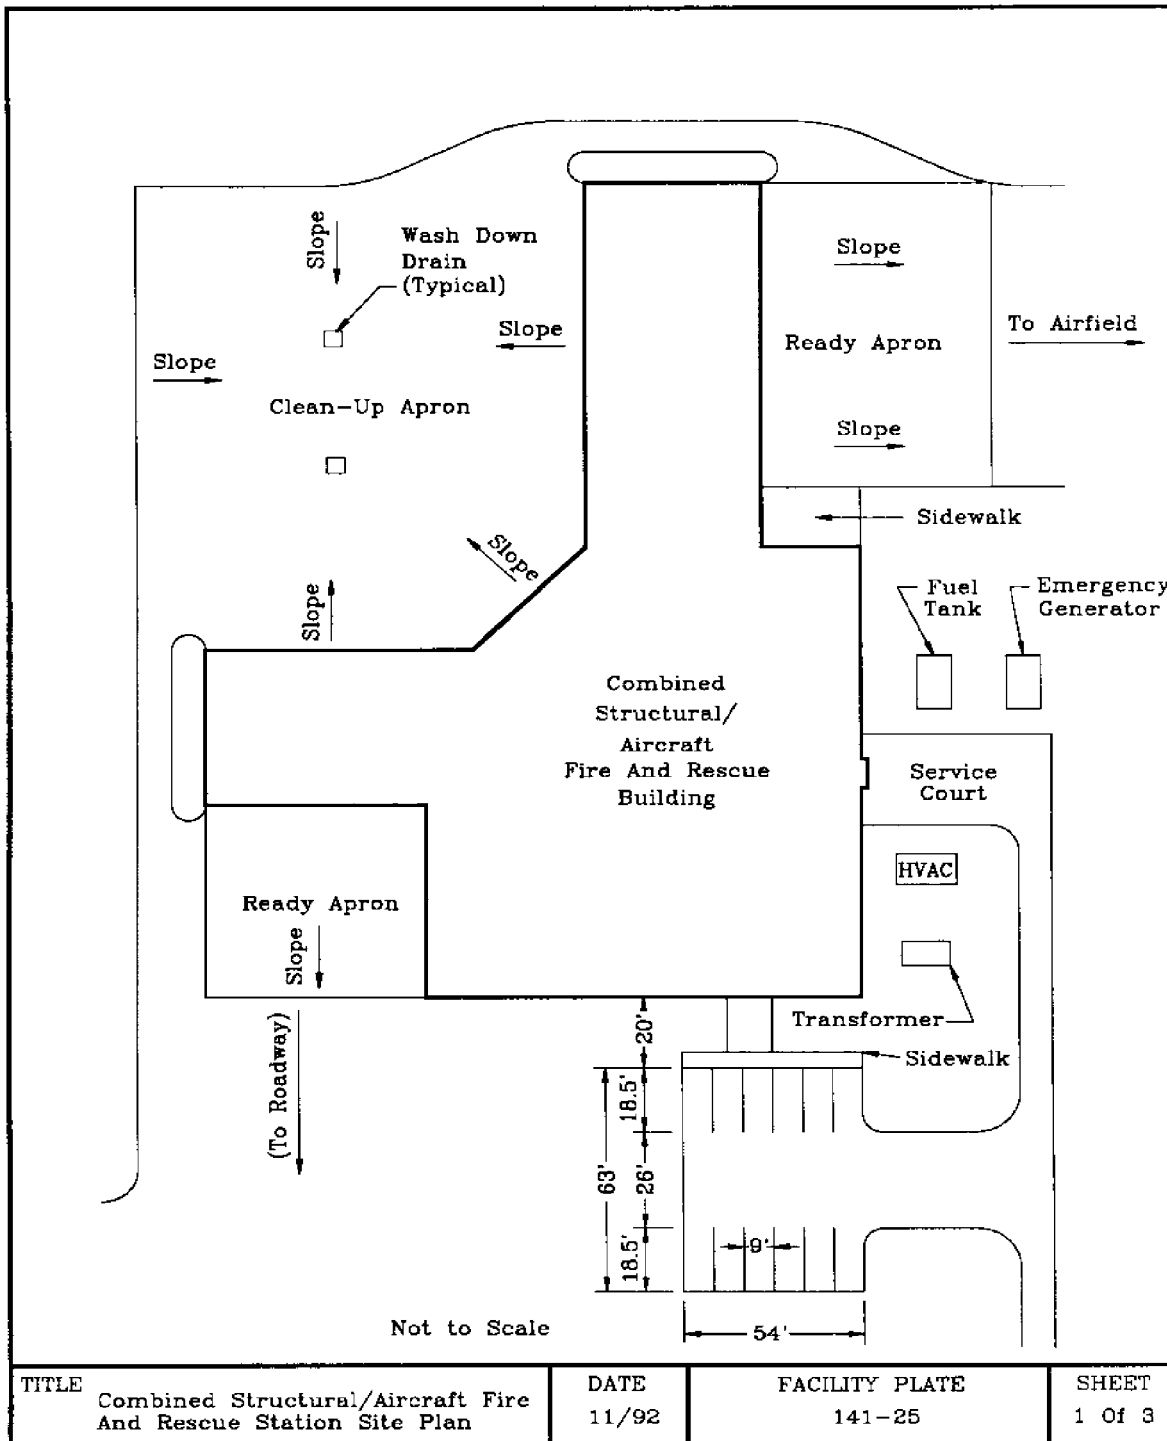 Slope
Wash Down
Drain
(Typical)
Slope
Slope
To Airfield
Slope
Ready Apron
Slope
Clean-Up Apron
Slope
Sidewalk
Slope
Slope
Fuel
Tank
Emergency
Generator
Combined
Structural/
Aircraft
Fire And Rescue
Building
Service
Court
HVAC
Ready Apron
Slope
(To Roadway)
Transformer
Sidewalk
20'
18.5'
63'
26'
18.5'
9'
54'
Not to Scale
TITLE
Combined Structural/Aircraft Fire
And Rescue Station Site Plan
DATE
11/92
FACILITY PLATE
141-25
SHEET
1 Of 3